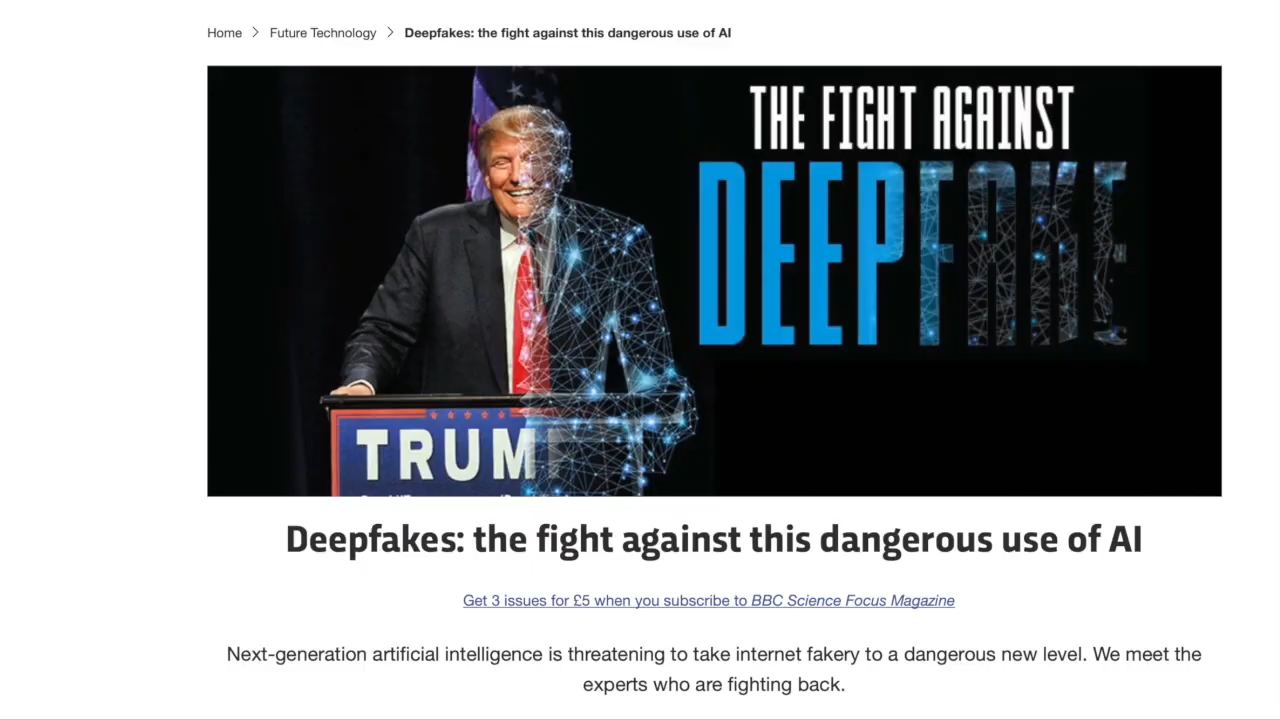 Home > Future Technology > Deepfakes: the fight against this dangerous use of AI
THE FIGHT AGAINST
DEEPFAKE
TRUM
Deepfakes: the fight against this dangerous use of AI
Get 3 issues for £5 when you subscribe to BBC Science Focus Magazine
Next-generation artificial intelligence is threatening to take internet fakery to a dangerous new level. We meet the
experts who are fighting back.